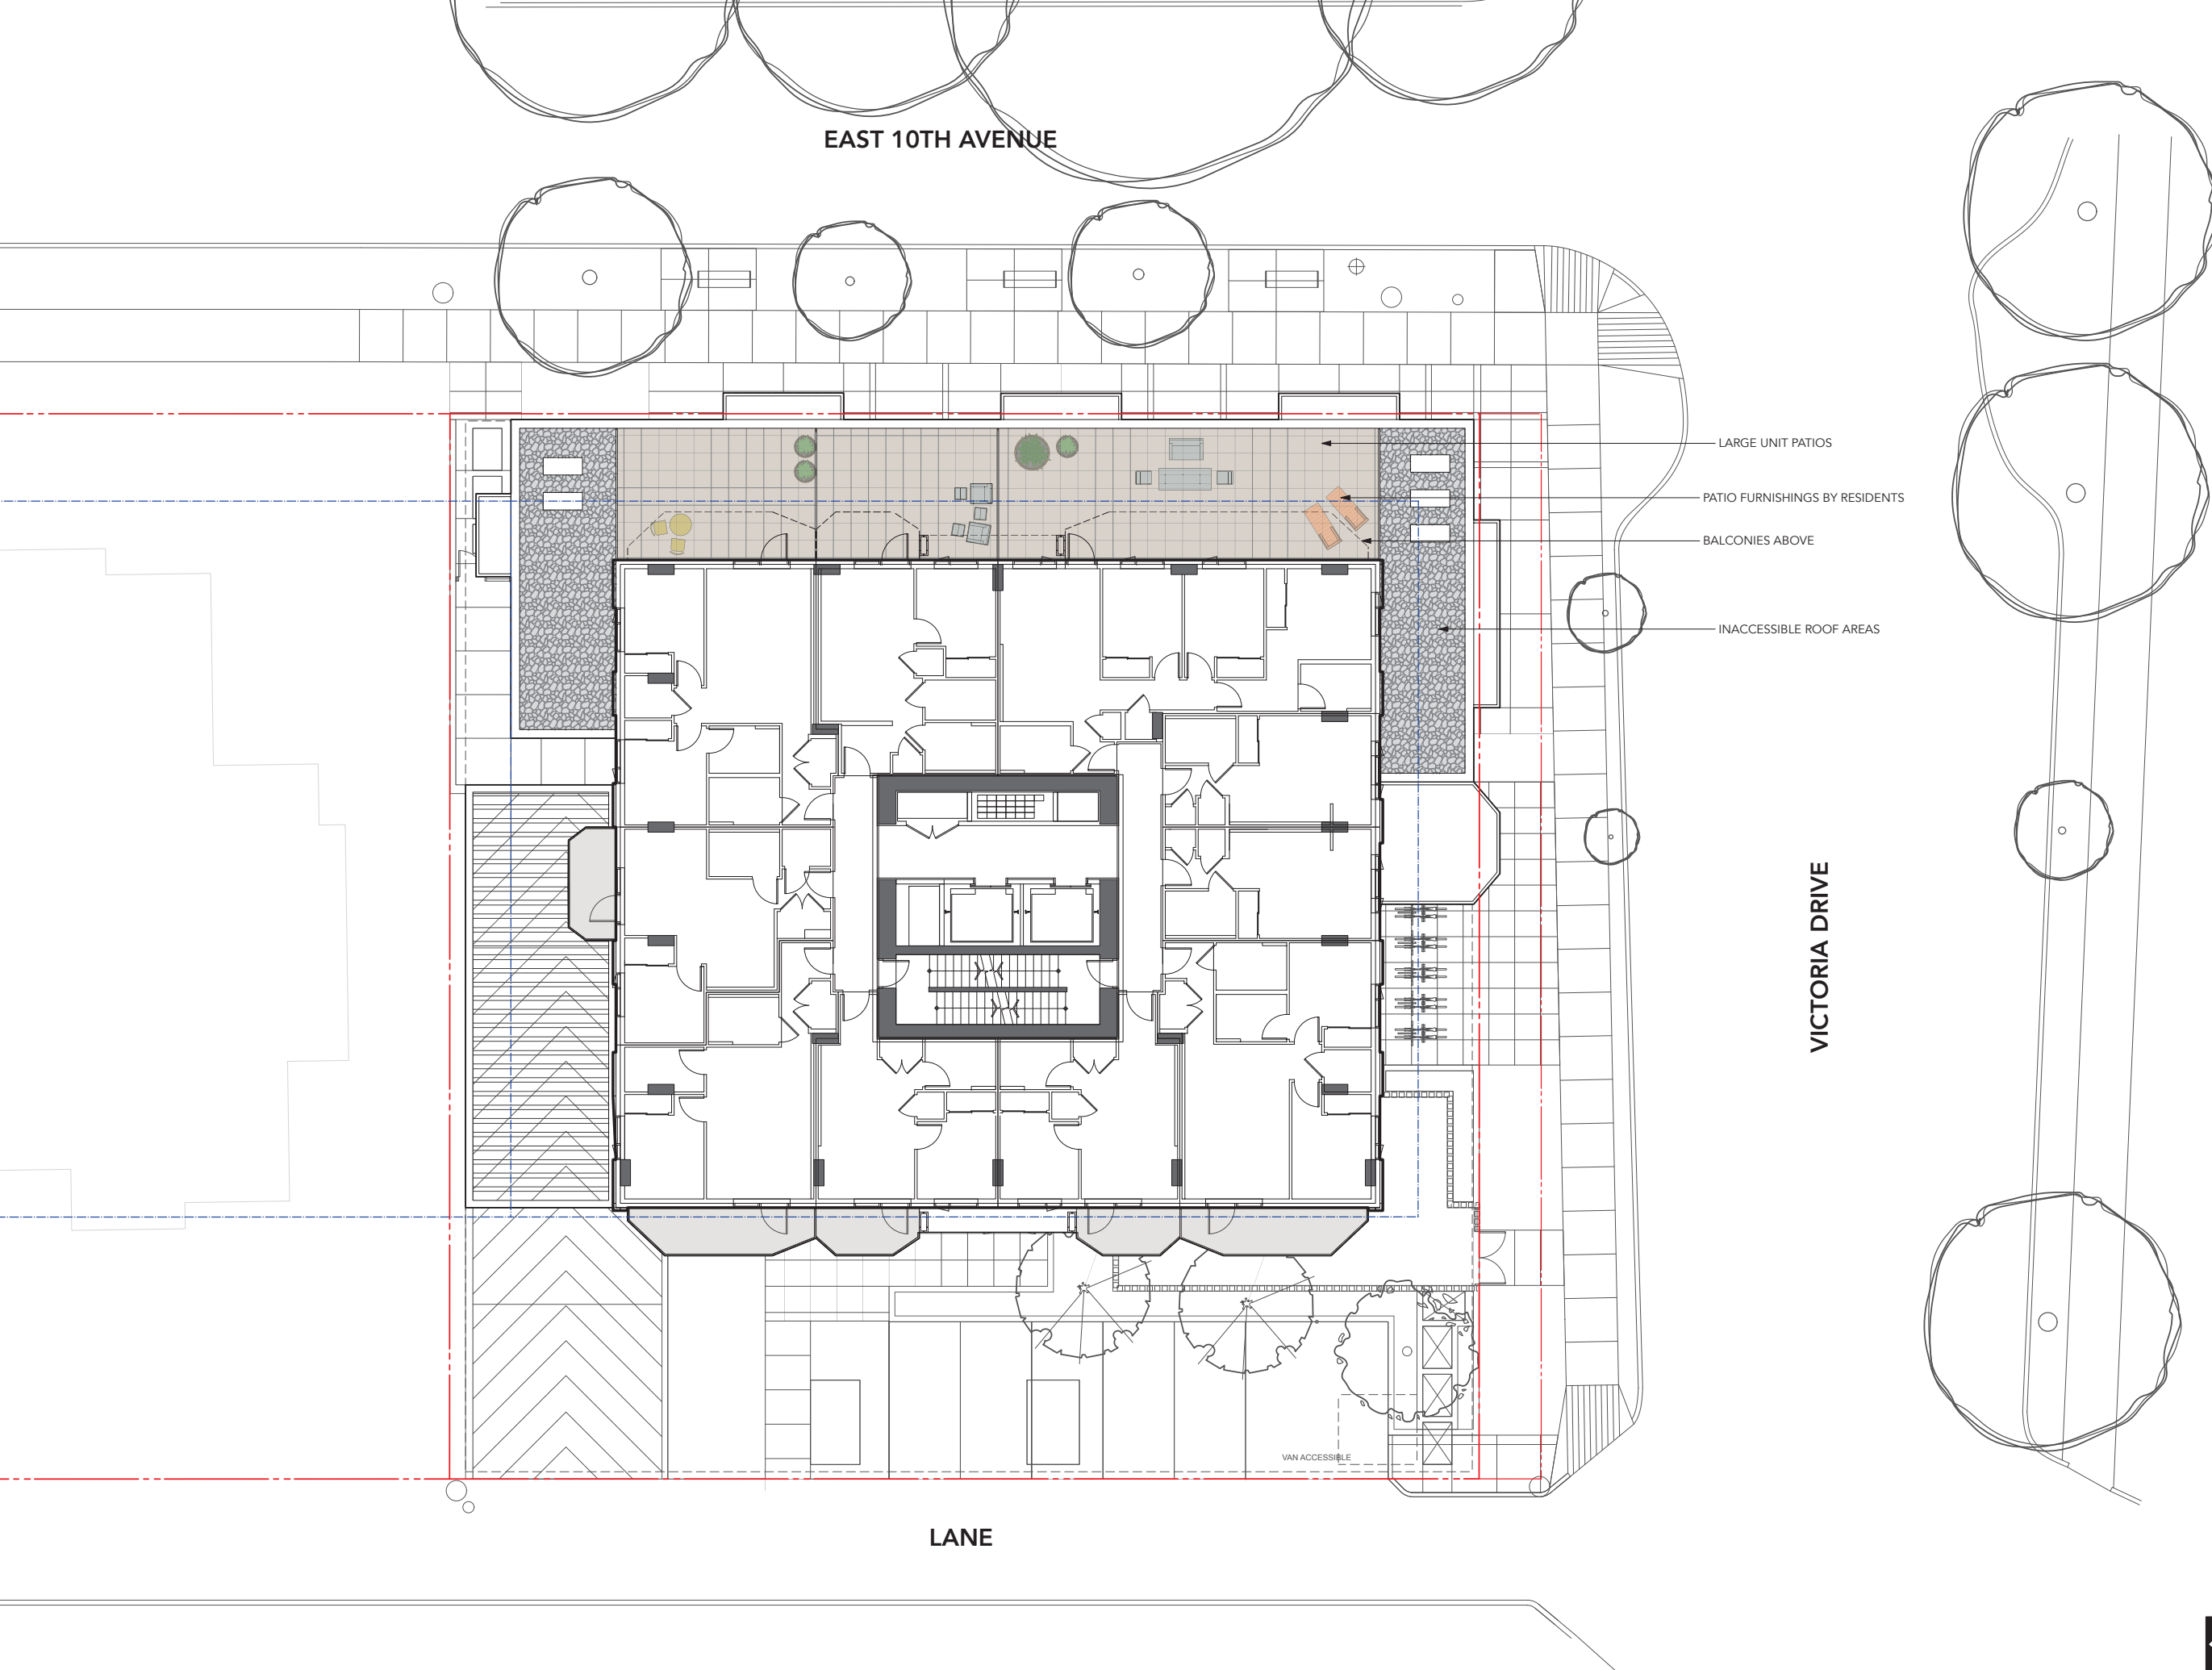 EAST 10TH AVENUE
LARGE UNIT PATIOS
PATIO FURNISHINGS BY RESIDENTS
BALCONIES ABOVE
INACCESSIBLE ROOF AREAS
VICTORIA DRIVE
VAN ACCESSIBLE
LANE